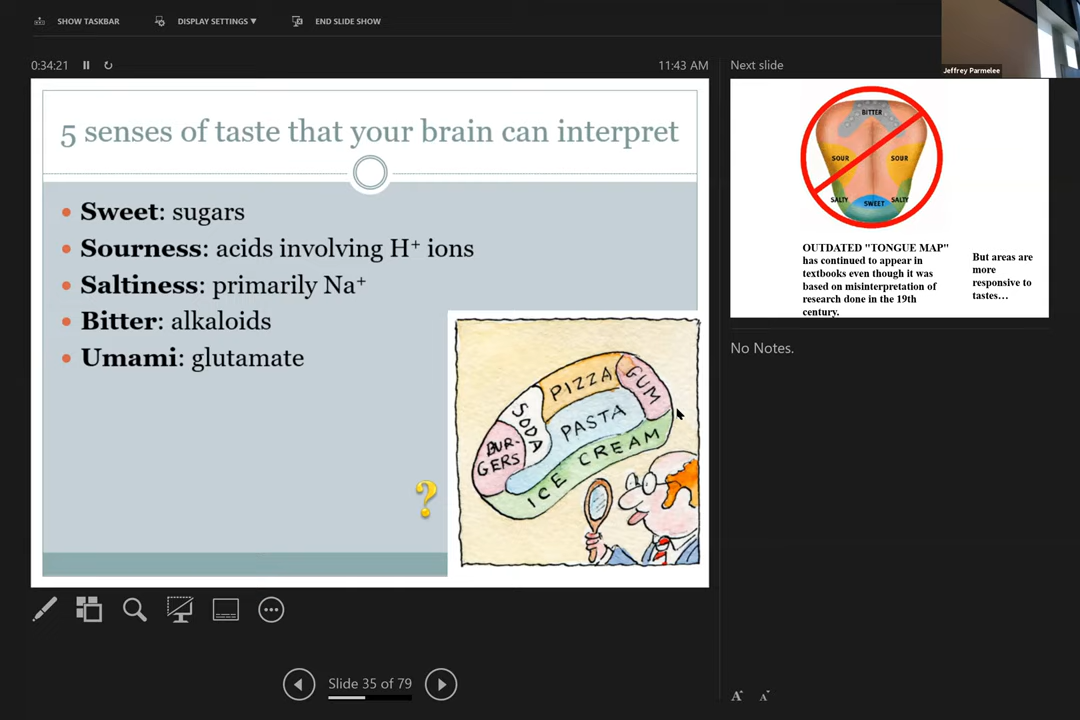 SHOW TASKBAR
DISPLAY SETTINGS ▼
END SLIDE SHOW
Jeffrey Parmelee
0:34:21
11:43 AM
5 senses of taste that your brain can interpret
• Sweet: sugars
• Sourness: acids involving H⁺ ions
• Saltiness: primarily Na⁺
• Bitter: alkaloids
• Umami: glutamate
PIZZA
GUM
SODA
PASTA
BUR-
GERS
ICE CREAM
?
Slide 35 of 79
Next slide
BITTER
SOUR
SOUR
SALTY
SWEET
SALTY
OUTDATED "TONGUE MAP"
has continued to appear in
textbooks even though it was
based on misinterpretation of
research done in the 19th
century.
But areas are
more
responsive to
tastes…
No Notes.
A
A